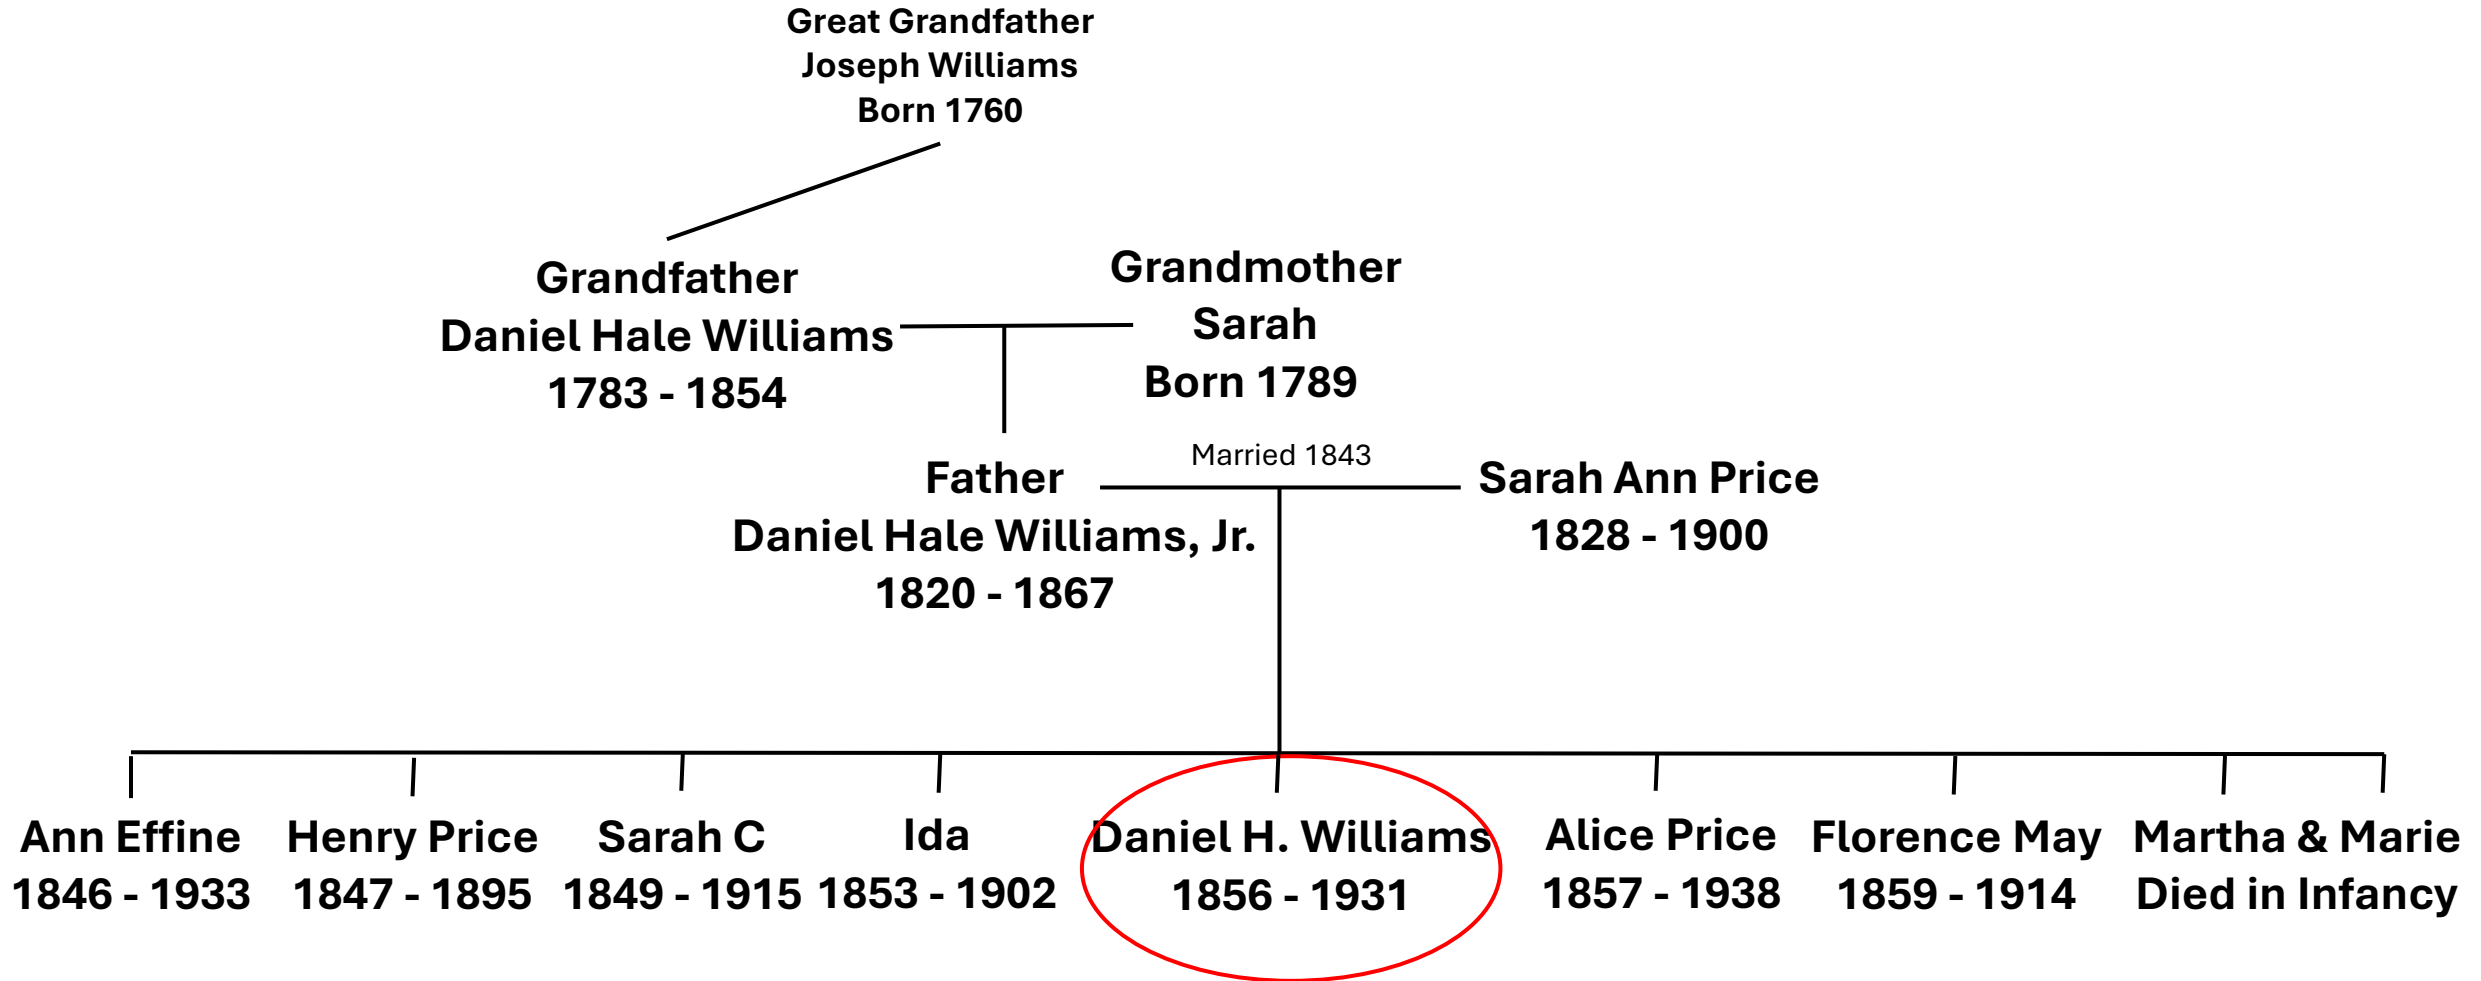 Great Grandfather
Joseph Williams
Born 1760
Grandfather
Daniel Hale Williams
1783 - 1854
Grandmother
Sarah
Born 1789
Married 1843
Father
Daniel Hale Williams, Jr.
1820 - 1867
Sarah Ann Price
1828 - 1900
Ann Effine
1846 - 1933
Henry Price
1847 - 1895
Sarah C
1849 - 1915
Ida
1853 - 1902
Daniel H. Williams
1856 - 1931
Alice Price
1857 - 1938
Florence May
1859 - 1914
Martha & Marie
Died in Infancy